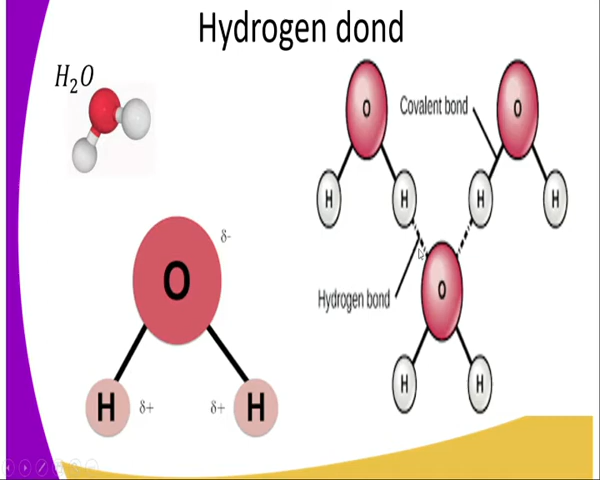 Hydrogen dond
H₂O
O
Covalent bond
O
H
H
H
H
δ-
O
Hydrogen bond
O
H
δ+
δ+
H
H
H